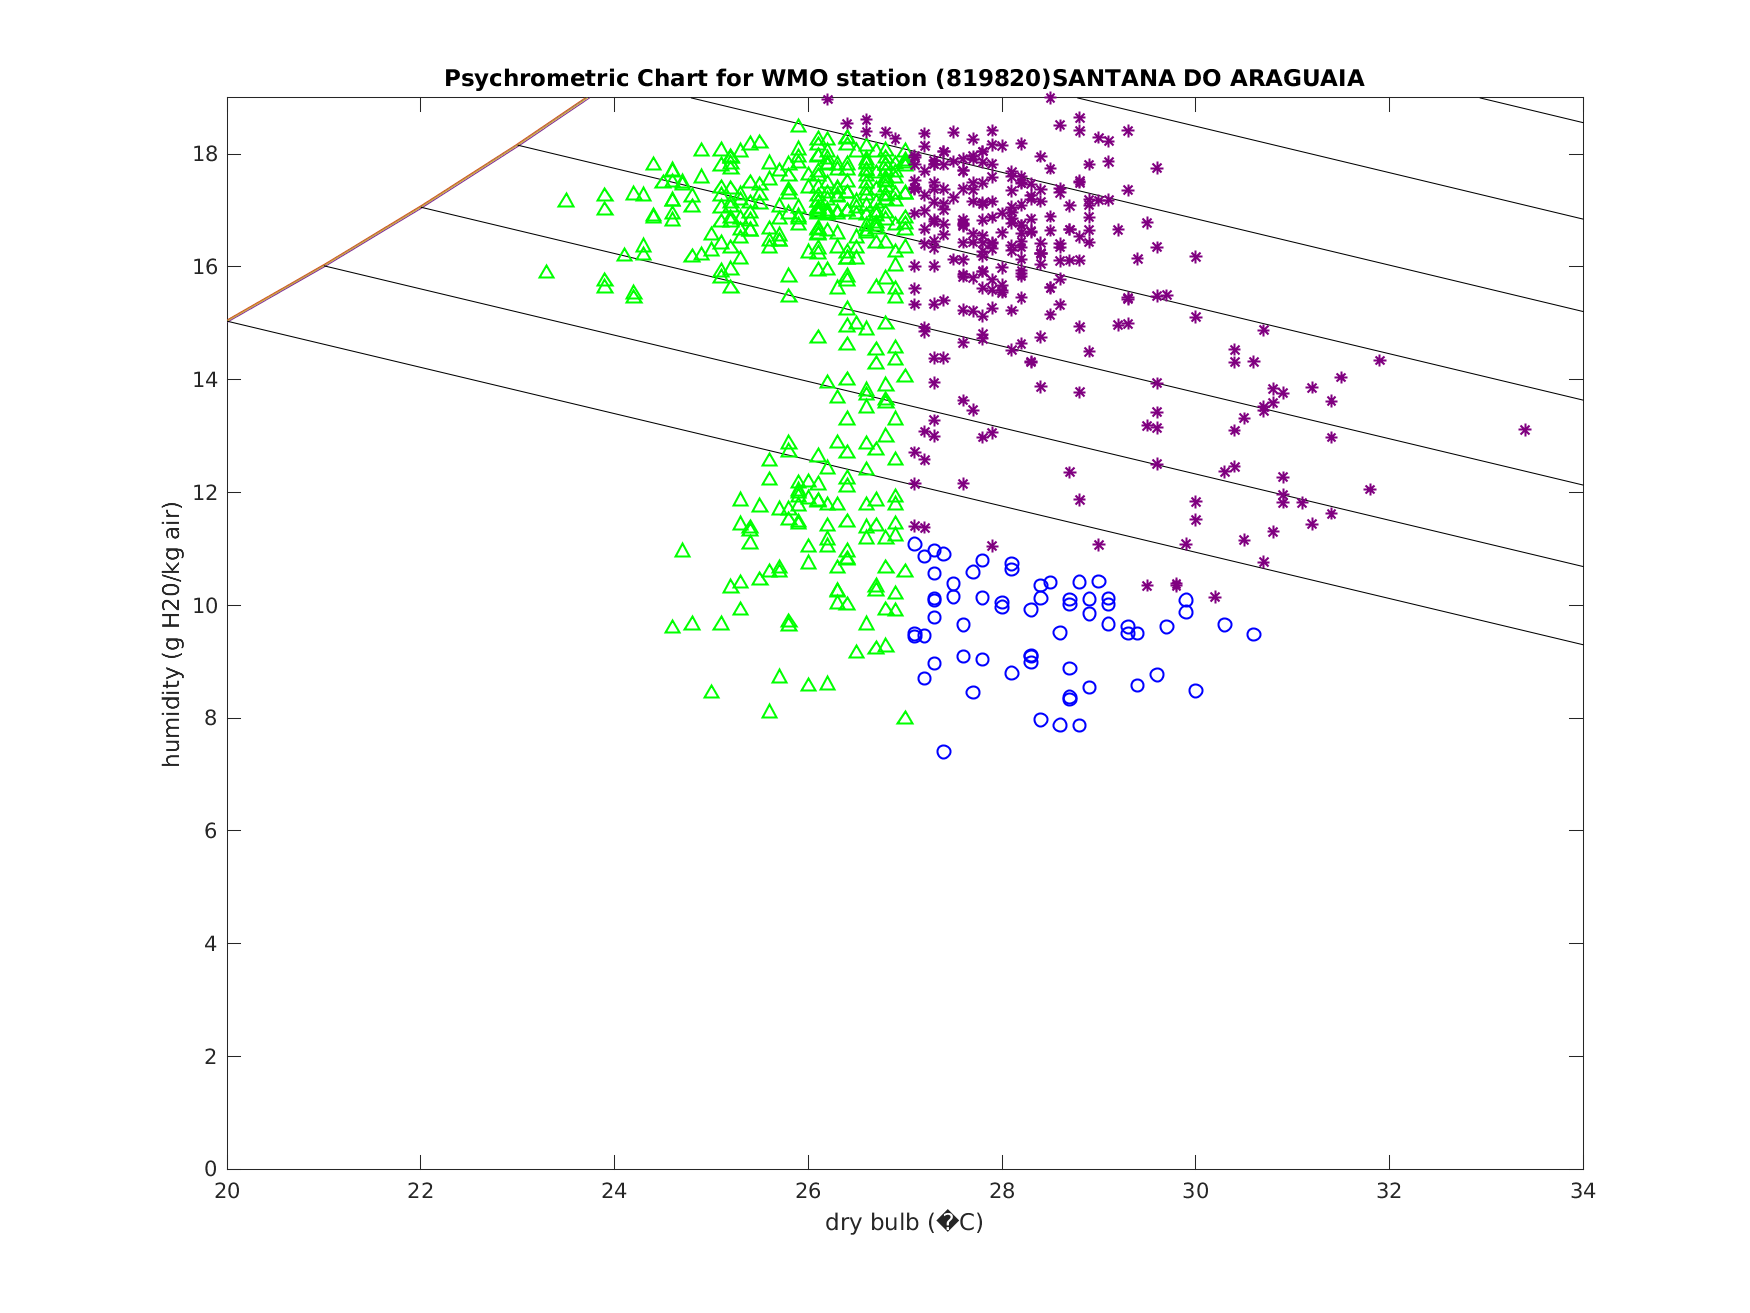 Psychrometric Chart for WMO station (819820)SANTANA DO ARAGUAIA
humidity (g H20/kg air)
18
16
14
12
10
8
6
4
2
0
20 22 24 26 28 30 32 34
dry bulb (�C)